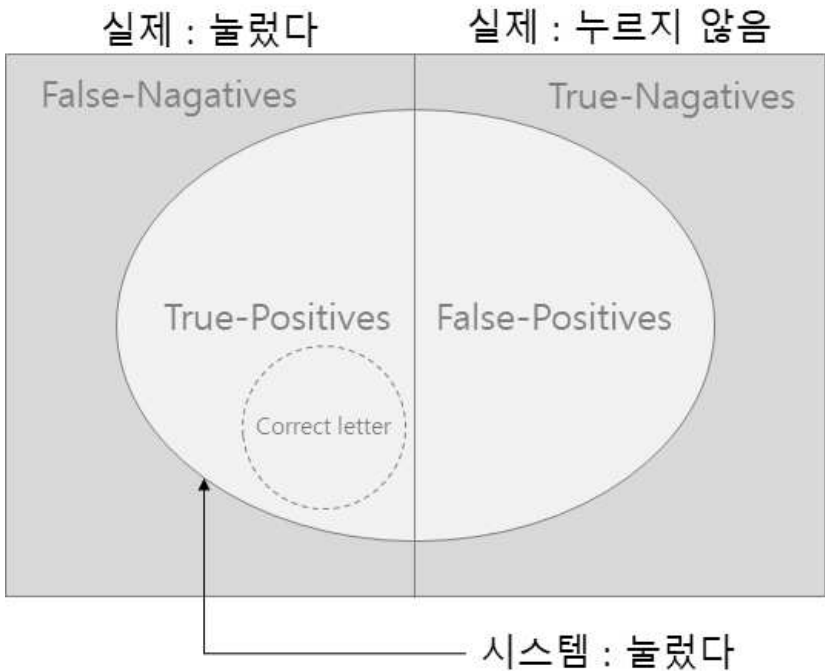 실제 : 눌렀다
실제 : 누르지 않음
False-Nagatives
True-Nagatives
True-Positives
False-Positives
Correct letter
시스템 : 눌렀다